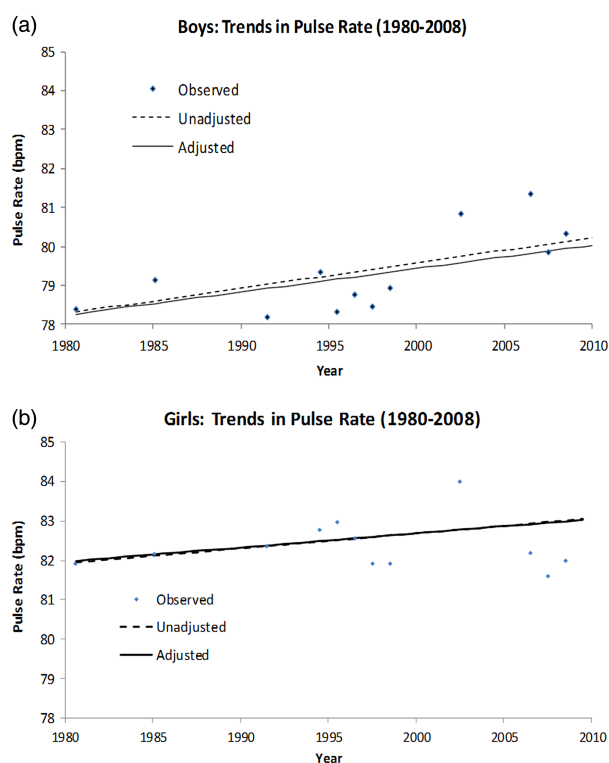 (a)
Boys: Trends in Pulse Rate (1980-2008)
85
84
83
82
81
80
79
78
Pulse Rate (bpm)
Observed
Unadjusted
Adjusted
1980 1985 1990 1995 2000 2005 2010
Year
(b)
Girls: Trends in Pulse Rate (1980-2008)
85
84
83
82
81
80
79
78
Pulse Rate (bpm)
Observed
Unadjusted
Adjusted
1980 1985 1990 1995 2000 2005 2010
Year